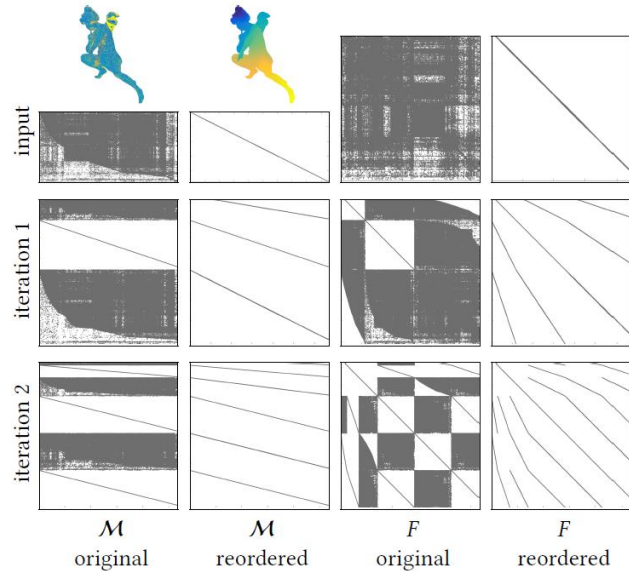 input
iteration 1
iteration 2
M M F F
original reordered original reordered